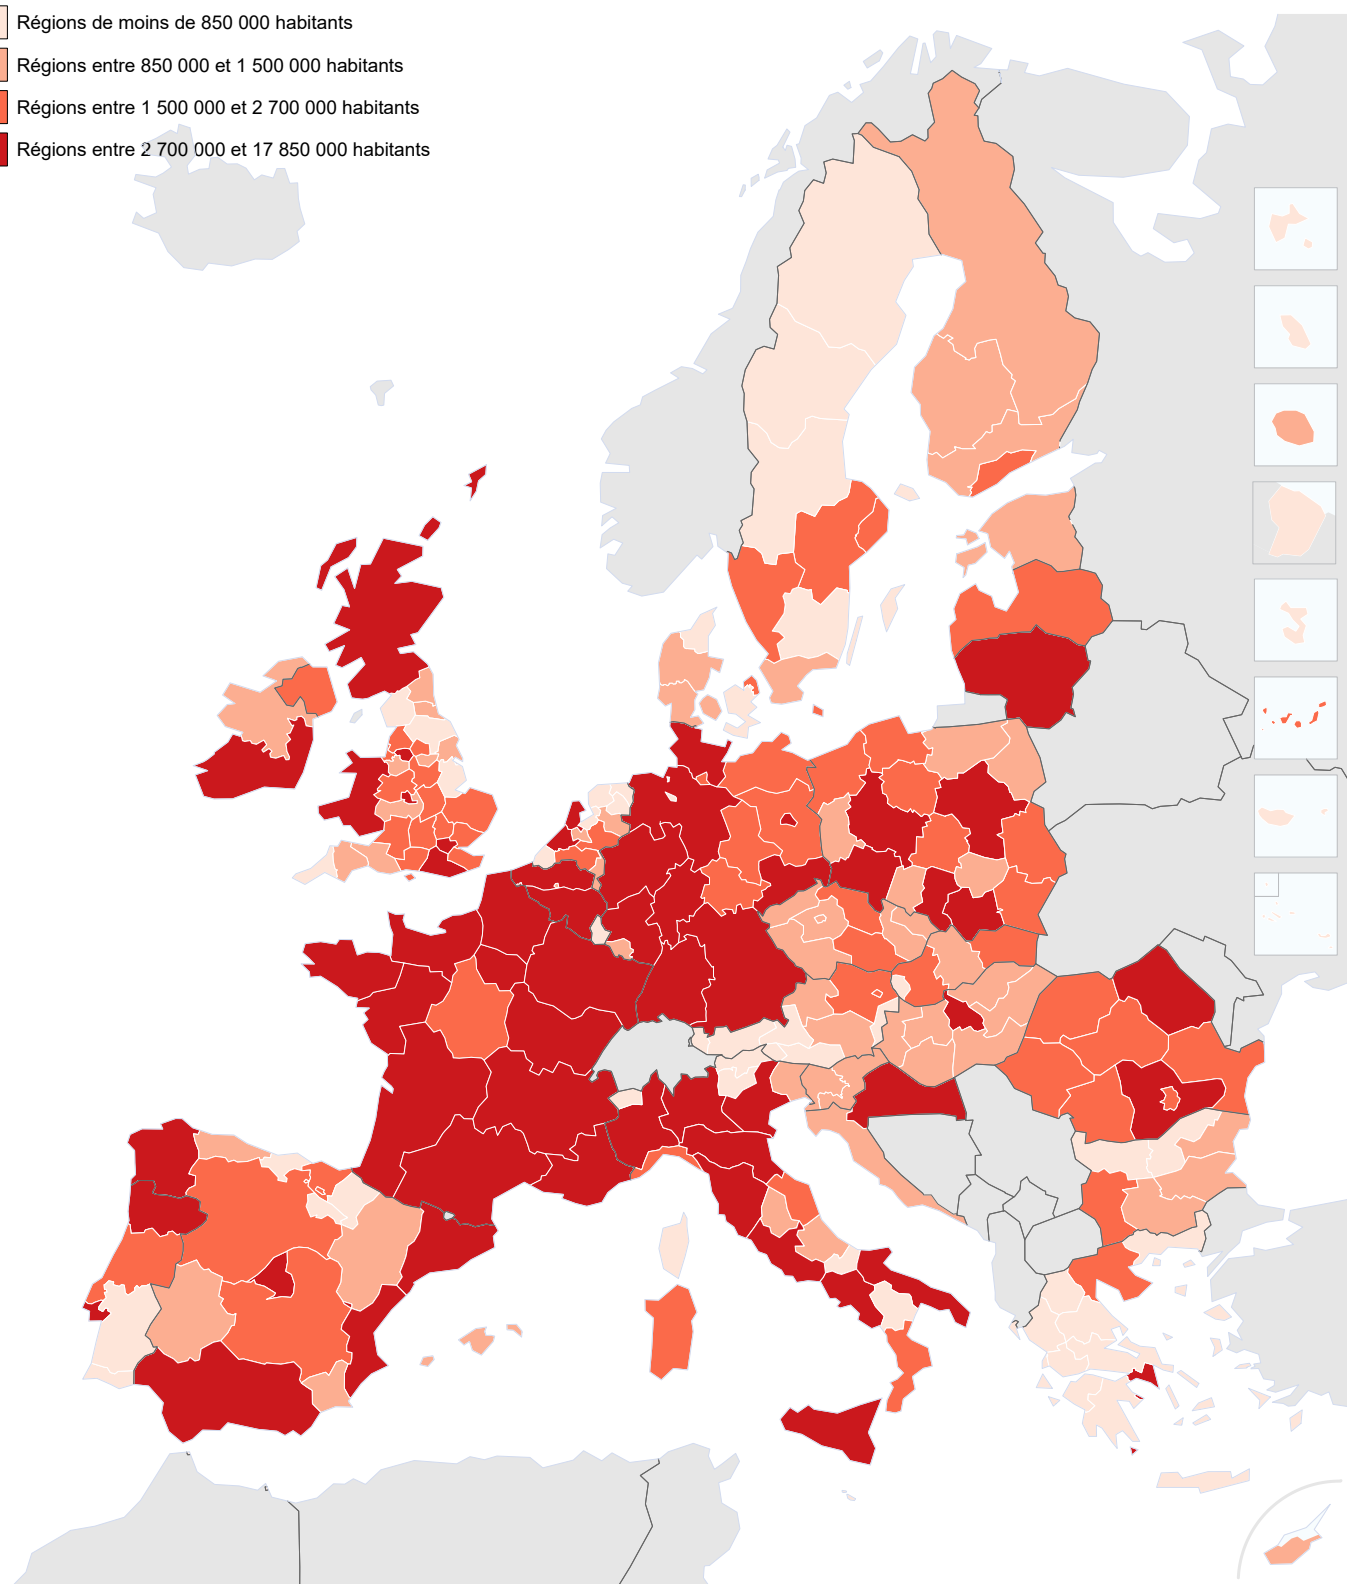 Régions de moins de 850 000 habitants
Régions entre 850 000 et 1 500 000 habitants
Régions entre 1 500 000 et 2 700 000 habitants
Régions entre 2 700 000 et 17 850 000 habitants